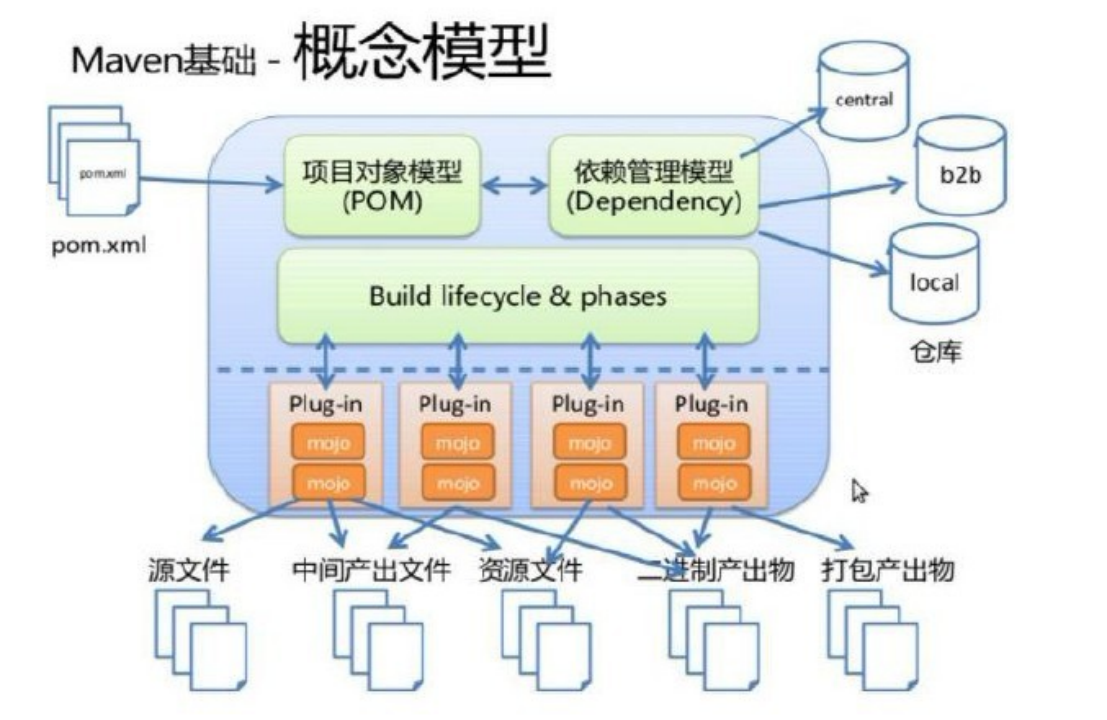 Maven基础 - 概念模型
central
pom.xml
项目对象模型
(POM)
依赖管理模型
(Dependency)
b2b
pom.xml
Build lifecycle & phases
local
仓库
Plug-in
mojo
mojo
Plug-in
mojo
mojo
Plug-in
mojo
mojo
Plug-in
mojo
mojo
源文件
中间产出文件
资源文件
二进制产出物
打包产出物